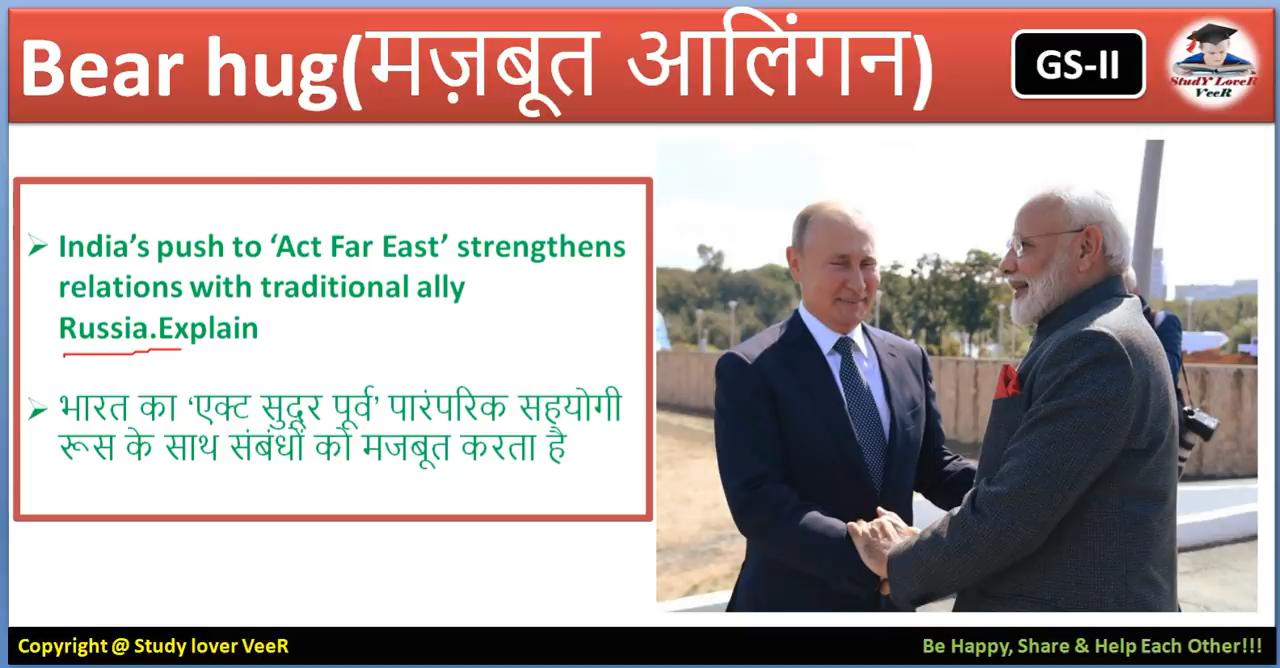 Bear hug(मज़बूत आलिंगन)
GS-II
StudY LoveR
VeeR
India's push to ‘Act Far East’ strengthens
relations with traditional ally
Russia.Explain
भारत का ‘एक्ट सुदूर पूर्व’ पारंपरिक सहयोगी
रूस के साथ संबंधों को मजबूत करता है
Copyright @ Study lover VeeR
Be Happy, Share & Help Each Other!!!